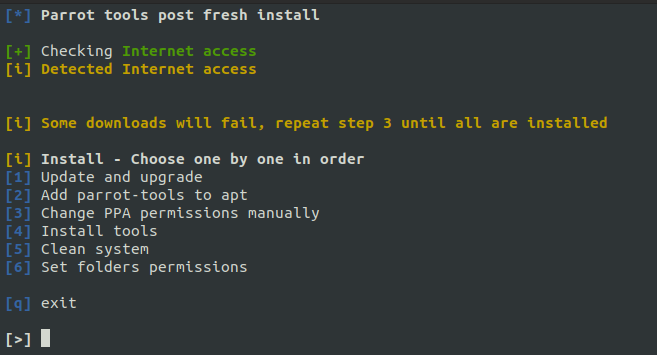 [*] Parrot tools post fresh install
[+] Checking Internet access
[i] Detected Internet access
[i] Some downloads will fail, repeat step 3 until all are installed
[i] Install - Choose one by one in order
[1] Update and upgrade
[2] Add parrot-tools to apt
[3] Change PPA permissions manually
[4] Install tools
[5] Clean system
[6] Set folders permissions
[q] exit
[>]